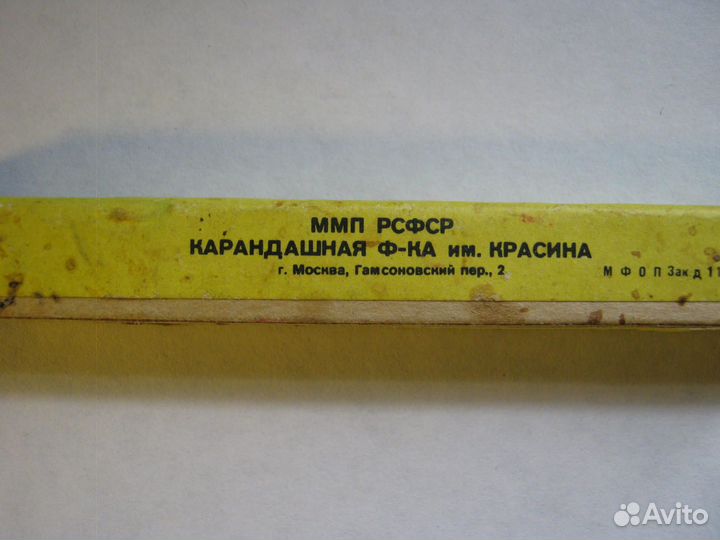 ММП РСФСР
КАРАНДАШНАЯ Ф-КА им. КРАСИНА
г. Москва, Гамсоновский пер., 2
М Ф О П Зак д 11
Avito